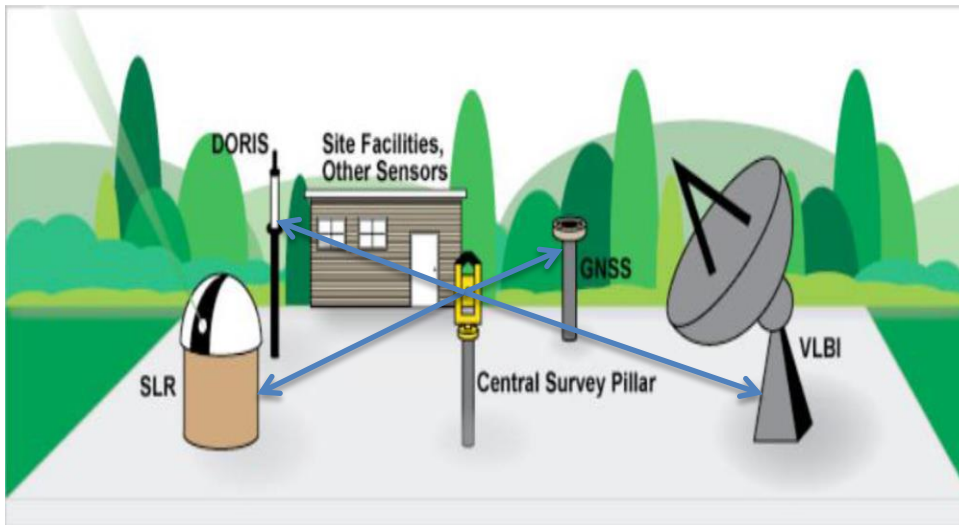 DORIS
Site Facilities,
Other Sensors
GNSS
VLBI
SLR
Central Survey Pillar